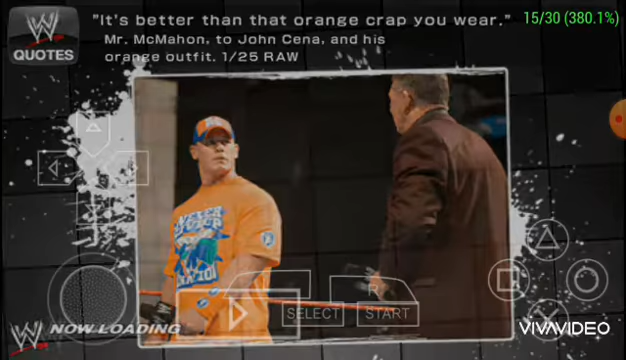 "It's better than that orange crap you wear."
15/30 (380.1%)
Mr. McMahon, to John Cena, and his
orange outfit. 1/25 RAW
QUOTES
R
SELECT
START
NOW LOADING
VIVAVIDEO